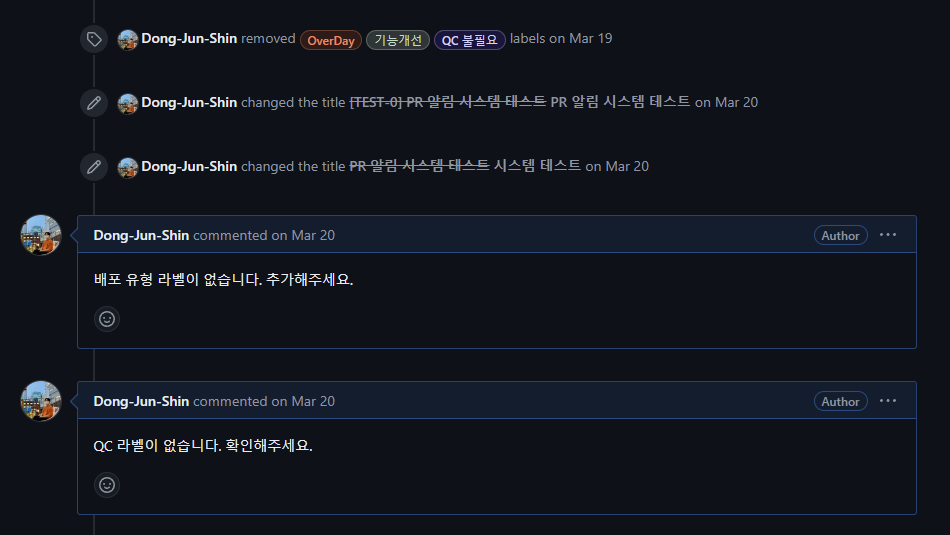 Dong-Jun-Shin removed OverDay 기능개선 QC 불필요 labels on Mar 19
Dong-Jun-Shin changed the title [TEST-0] PR 알림 시스템 테스트 PR 알림 시스템 테스트 on Mar 20
Dong-Jun-Shin changed the title PR 알림 시스템 테스트 시스템 테스트 on Mar 20
Dong-Jun-Shin commented on Mar 20 Author
배포 유형 라벨이 없습니다. 추가해주세요.
Dong-Jun-Shin commented on Mar 20 Author
QC 라벨이 없습니다. 확인해주세요.